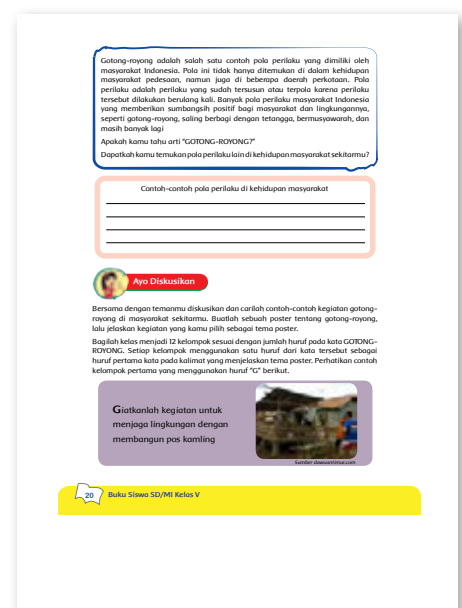 Gotong-royong adalah salah satu contoh pola perilaku yang dimiliki oleh
masyarakat Indonesia. Pola ini tidak hanya ditemukan di dalam kehidupan
masyarakat pedesaan, namun juga di beberapa daerah perkotaan. Pola
perilaku adalah perilaku yang sudah tersusun atau terpola karena perilaku
tersebut dilakukan berulang kali. Banyak pola perilaku masyarakat Indonesia
yang memberikan sumbangsih positif bagi masyarakat dan lingkungannya,
seperti gotong-royong, saling berbagi dengan tetangga, bermusyawarah, dan
masih banyak lagi
Apakah kamu tahu arti "GOTONG-ROYONG?"
Dapatkah kamu temukan pola perilaku lain di kehidupan masyarakat sekitarmu?
Contoh-contoh pola perilaku di kehidupan masyarakat
Ayo Diskusikan
Bersama dengan temanmu diskusikan dan carilah contoh-contoh kegiatan gotong-
royong di masyarakat sekitarmu. Buatlah sebuah poster tentang gotong-royong,
lalu jelaskan kegiatan yang kamu pilih sebagai tema poster.
Bagilah kelas menjadi 12 kelompok sesuai dengan jumlah huruf pada kata GOTONG-
ROYONG. Setiap kelompok menggunakan satu huruf dari kata tersebut sebagai
huruf pertama kata pada kalimat yang menjelaskan tema poster. Perhatikan contoh
kelompok pertama yang menggunakan huruf "G" berikut.
Giatkanlah kegiatan untuk
menjaga lingkungan dengan
membangun pos kamling
20 Buku Siswa SD/MI Kelas V